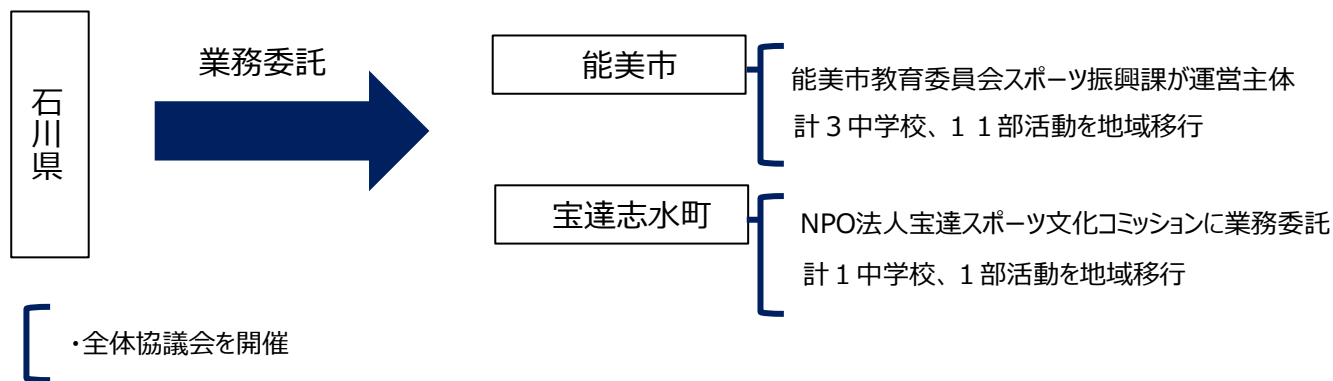 石川県
業務委託
能美市
能美市教育委員会スポーツ振興課が運営主体
計３中学校、１１部活動を地域移行
宝達志水町
NPO法人宝達スポーツ文化コミッションに業務委託
計１中学校、１部活動を地域移行
・全体協議会を開催